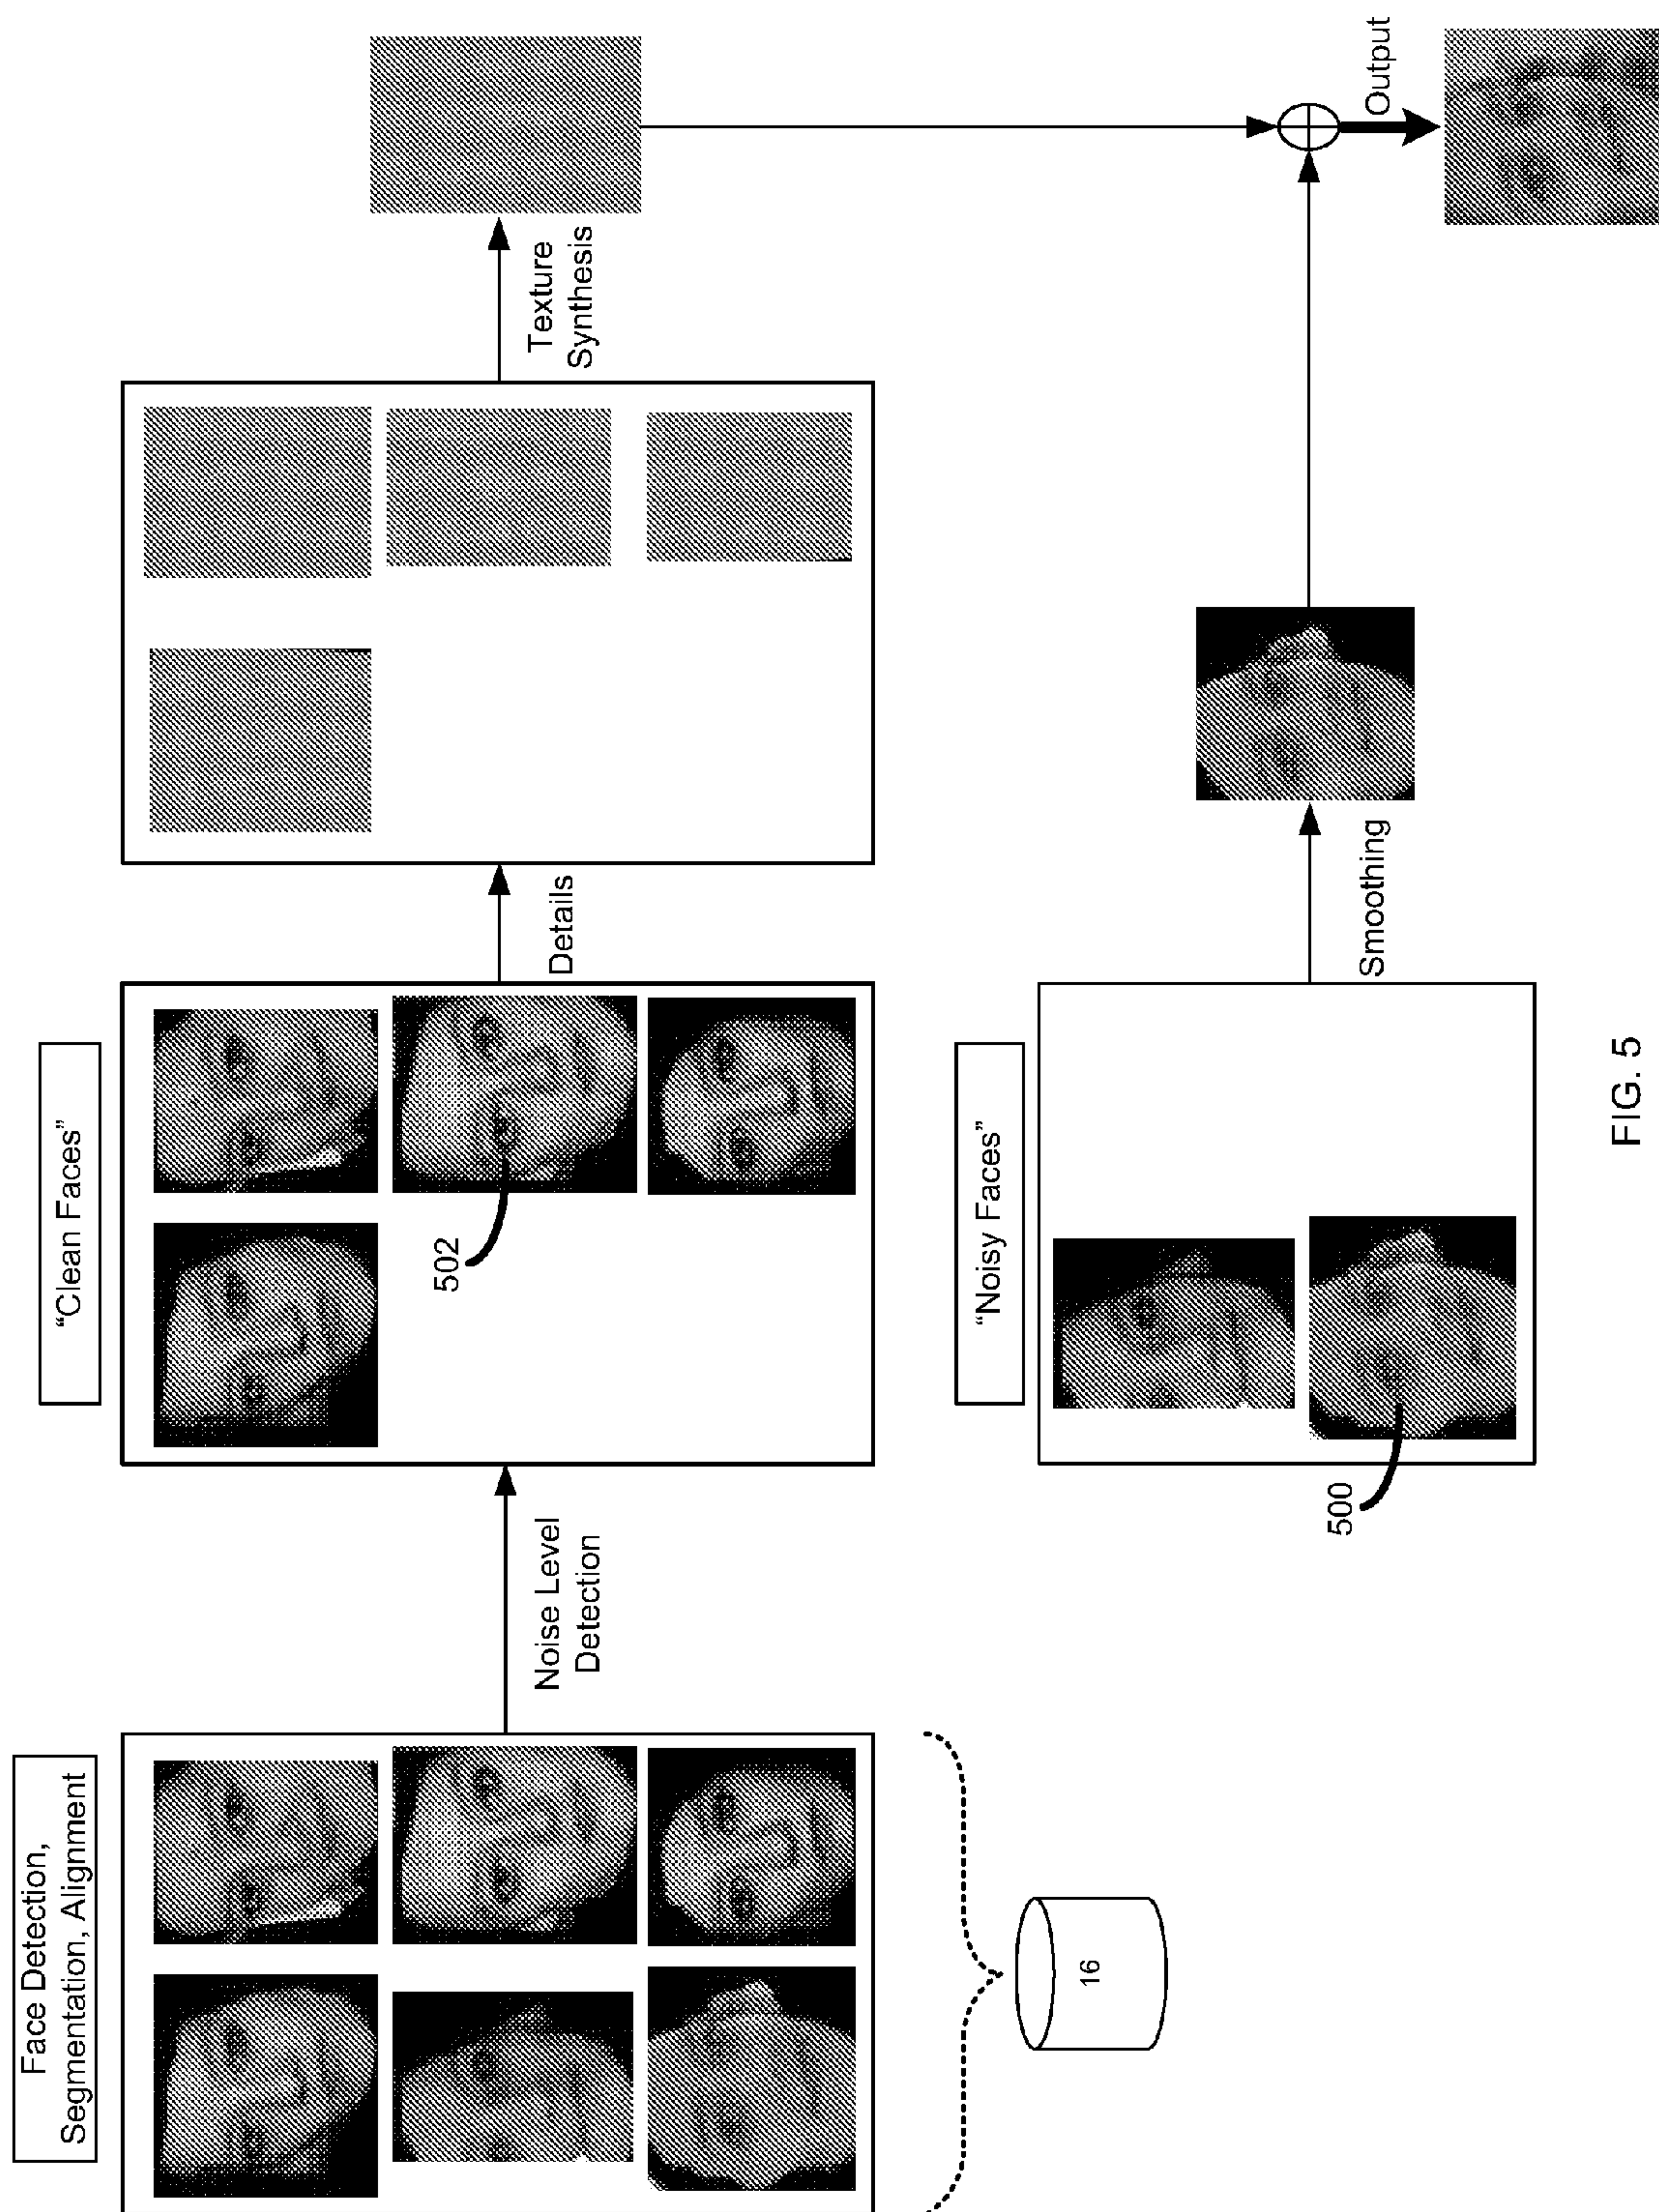 Face Detection,
Segmentation, Alignment
16
Noise Level
Detection
“Clean Faces”
502
Details
Texture
Synthesis
“Noisy Faces”
500
Smoothing
Output
FIG. 5